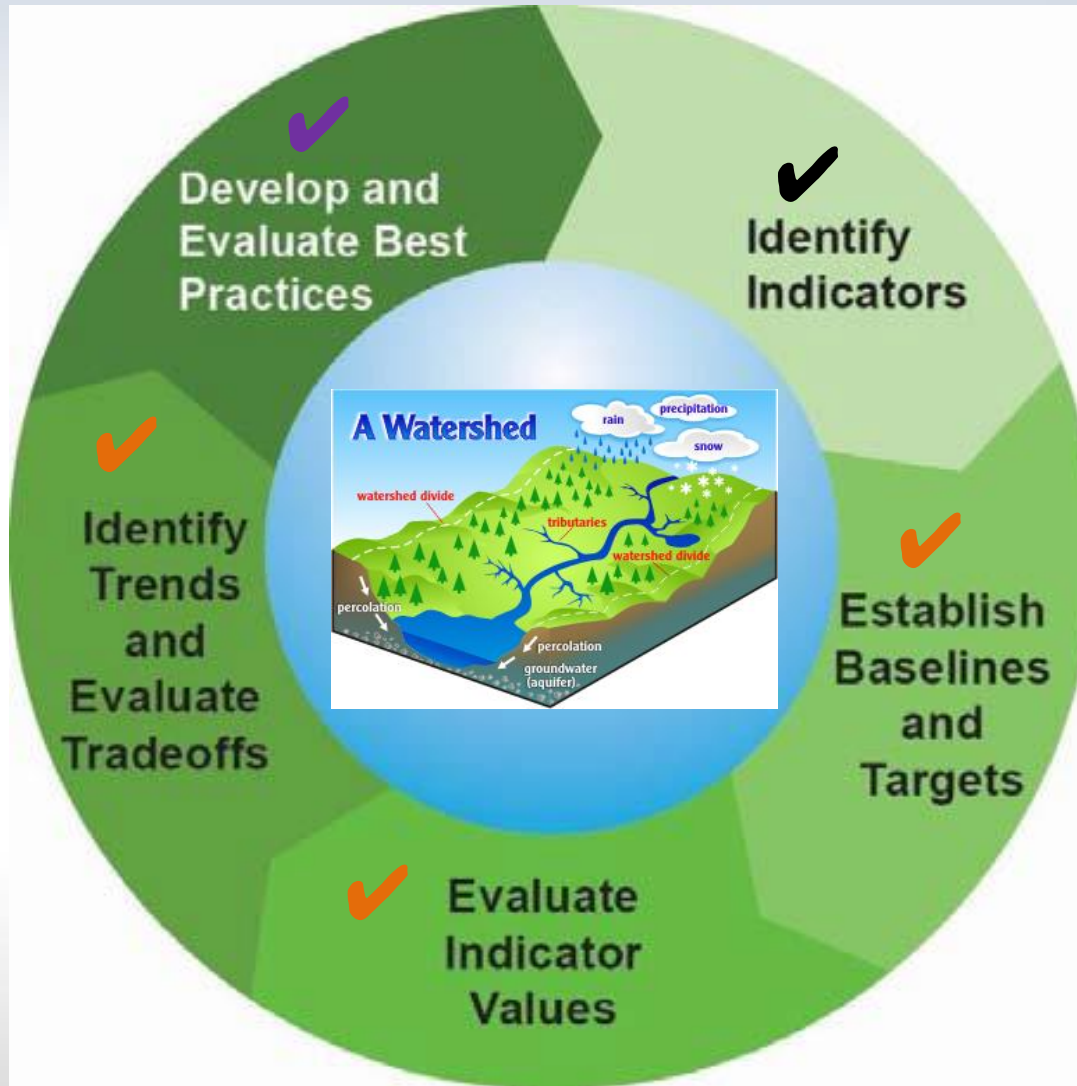 Develop and
Evaluate Best
Practices
Identify
Indicators
Establish
Baselines
and
Targets
Evaluate
Indicator
Values
Identify
Trends
and
Evaluate
Tradeoffs
A Watershed
rain
precipitation
snow
watershed divide
tributaries
watershed divide
percolation
percolation
groundwater
(aquifer)